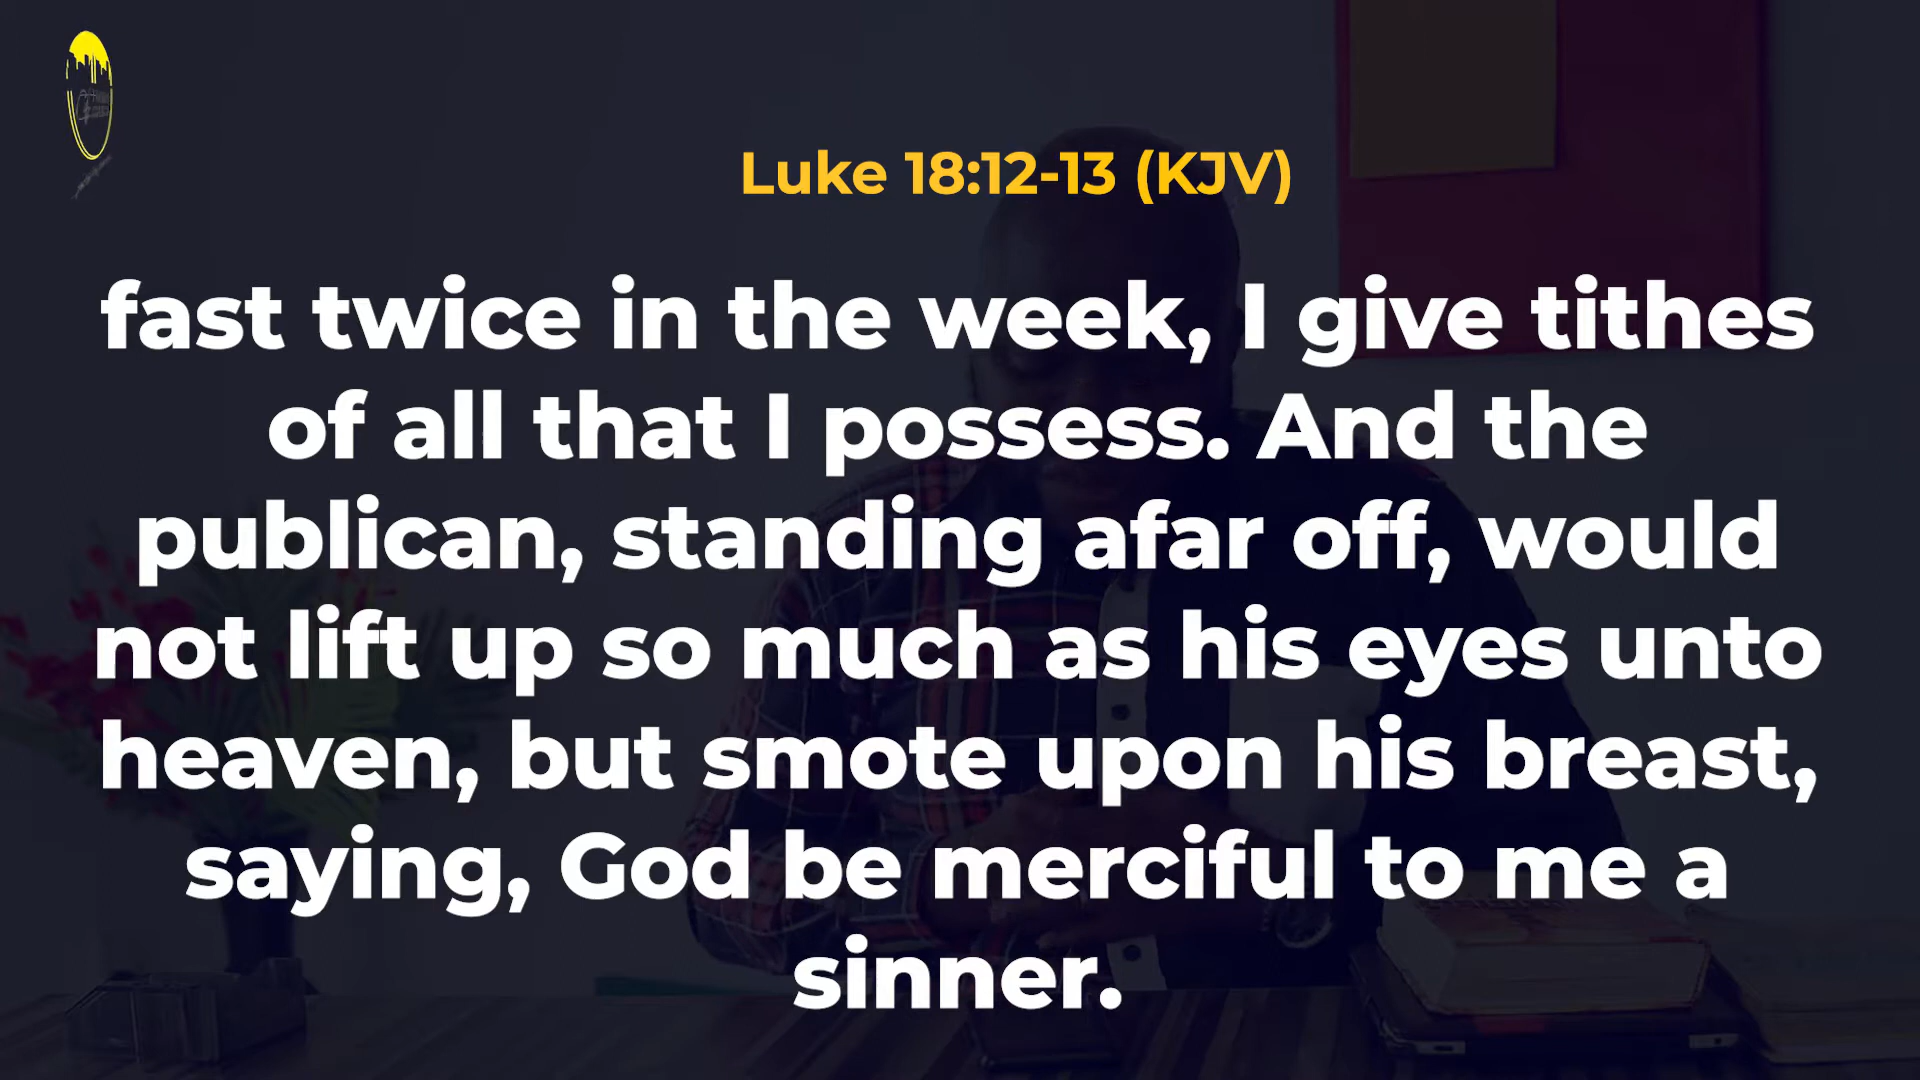 Luke 18:12-13 (KJV)
fast twice in the week, I give tithes
of all that I possess. And the
publican, standing afar off, would
not lift up so much as his eyes unto
heaven, but smote upon his breast,
saying, God be merciful to me a
sinner.